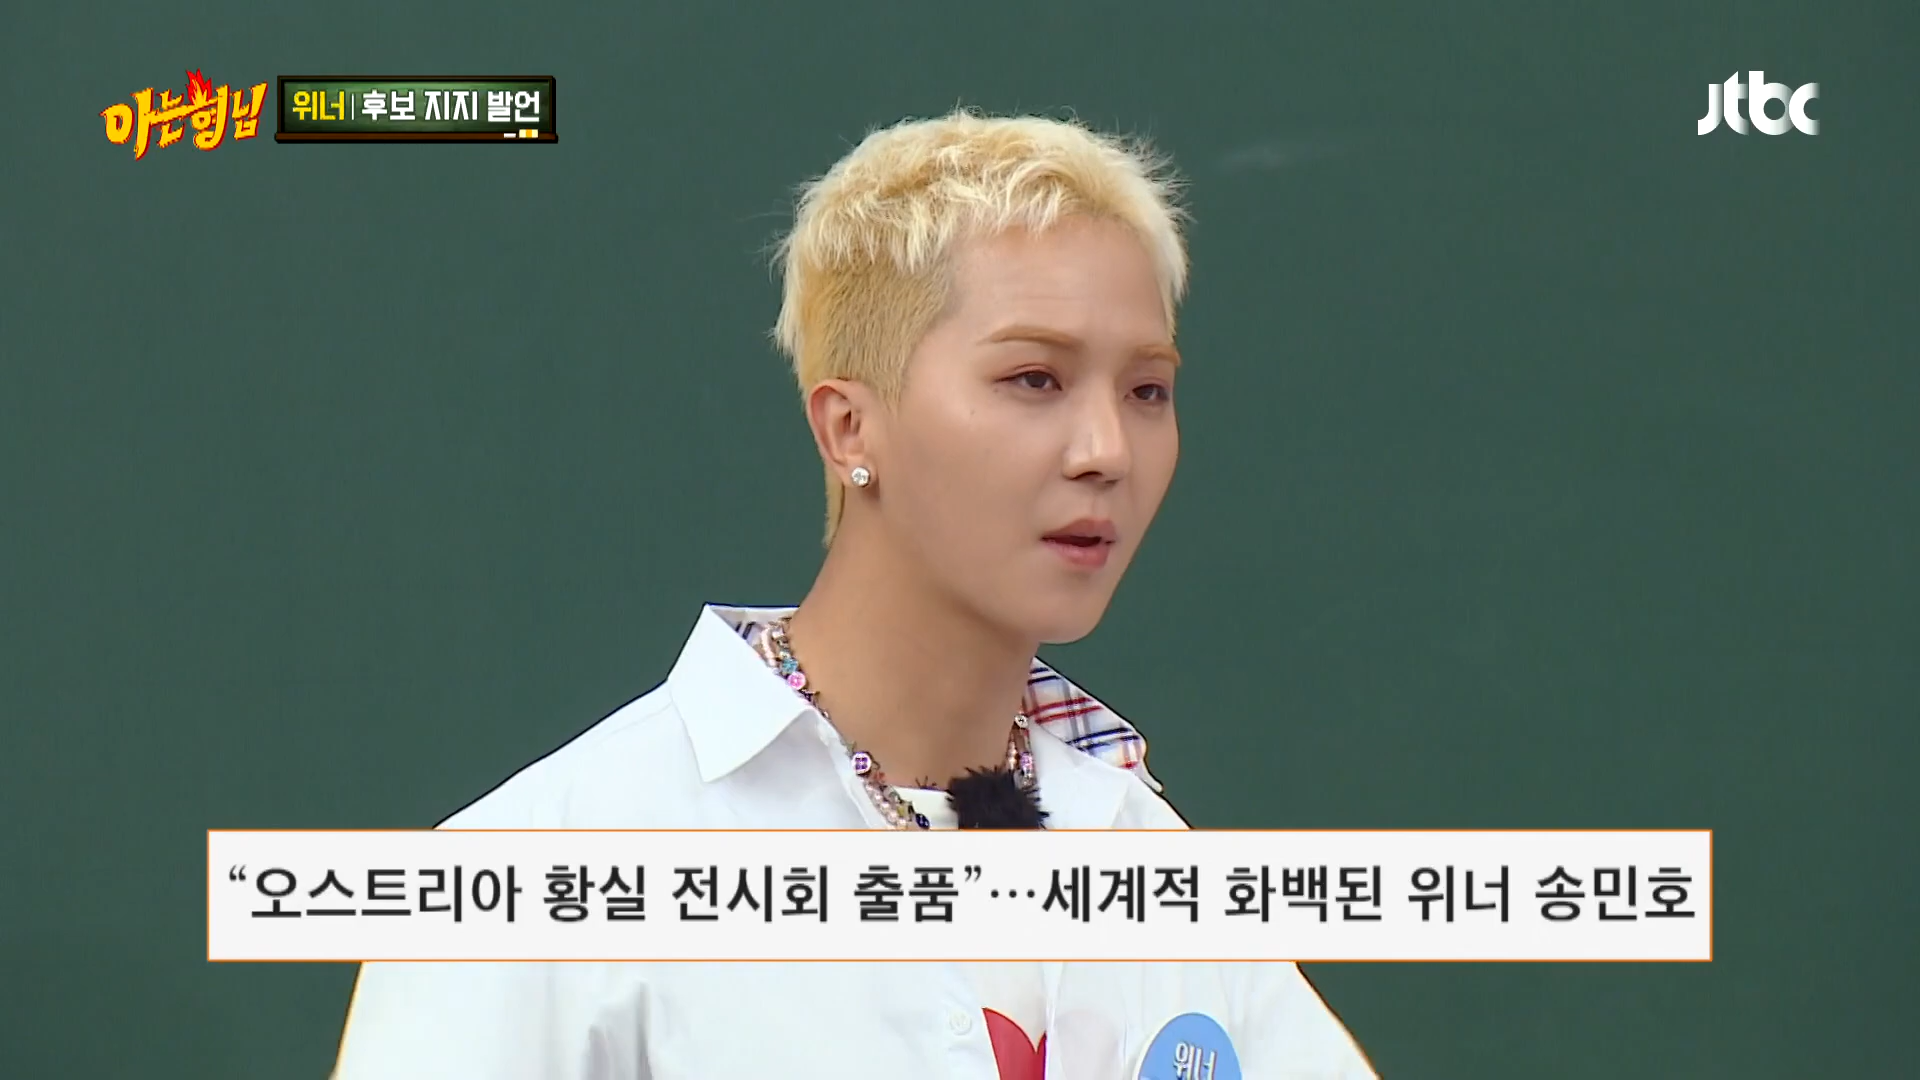 아는형님
위너|후보 지지 발언
jtbc
“오스트리아 황실 전시회 출품”…세계적 화백된 위너 송민호
위너